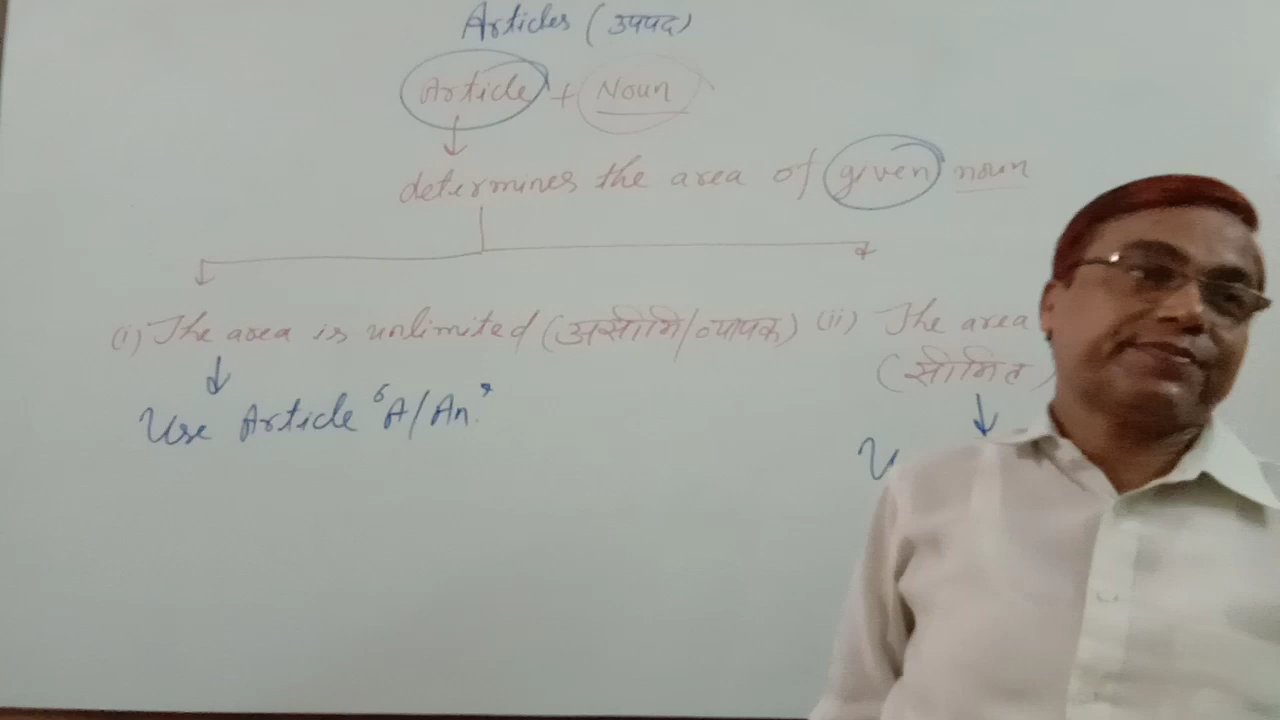 Articles (उपपद)
Article + Noun
determines the area of given noun
(i) The area is unlimited (असीमि/व्यापक) (ii) The area
(सीमित)
Use Article 'A/An'
U